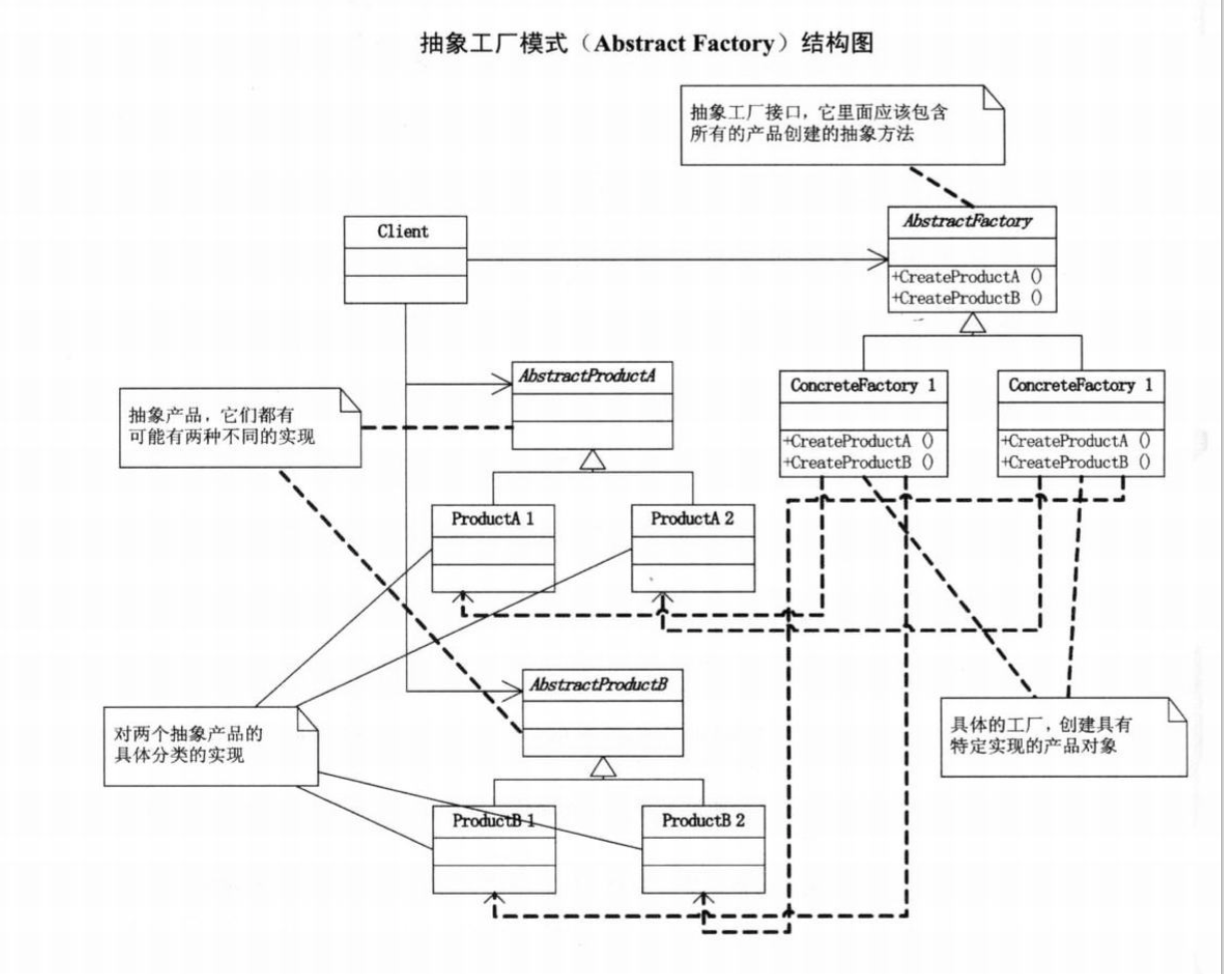 抽象工厂模式（Abstract Factory）结构图
抽象工厂接口，它里面应该包含
所有的产品创建的抽象方法
Client
AbstractFactory
+CreateProductA ()
+CreateProductB ()
AbstractProductA
ConcreteFactory 1
+CreateProductA ()
+CreateProductB ()
ConcreteFactory 1
+CreateProductA ()
+CreateProductB ()
抽象产品，它们都有
可能有两种不同的实现
ProductA 1
ProductA 2
AbstractProductB
对两个抽象产品的
具体分类的实现
具体的工厂，创建具有
特定实现的产品对象
ProductB 1
ProductB 2